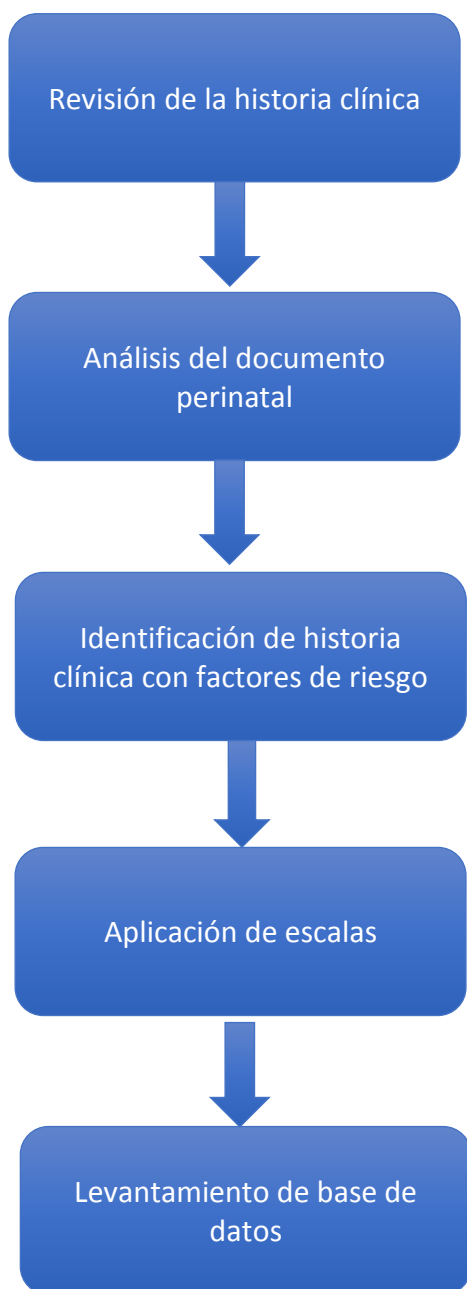 Revisión de la historia clínica
Análisis del documento
perinatal
Identificación de historia
clínica con factores de riesgo
Aplicación de escalas
Levantamiento de base de
datos